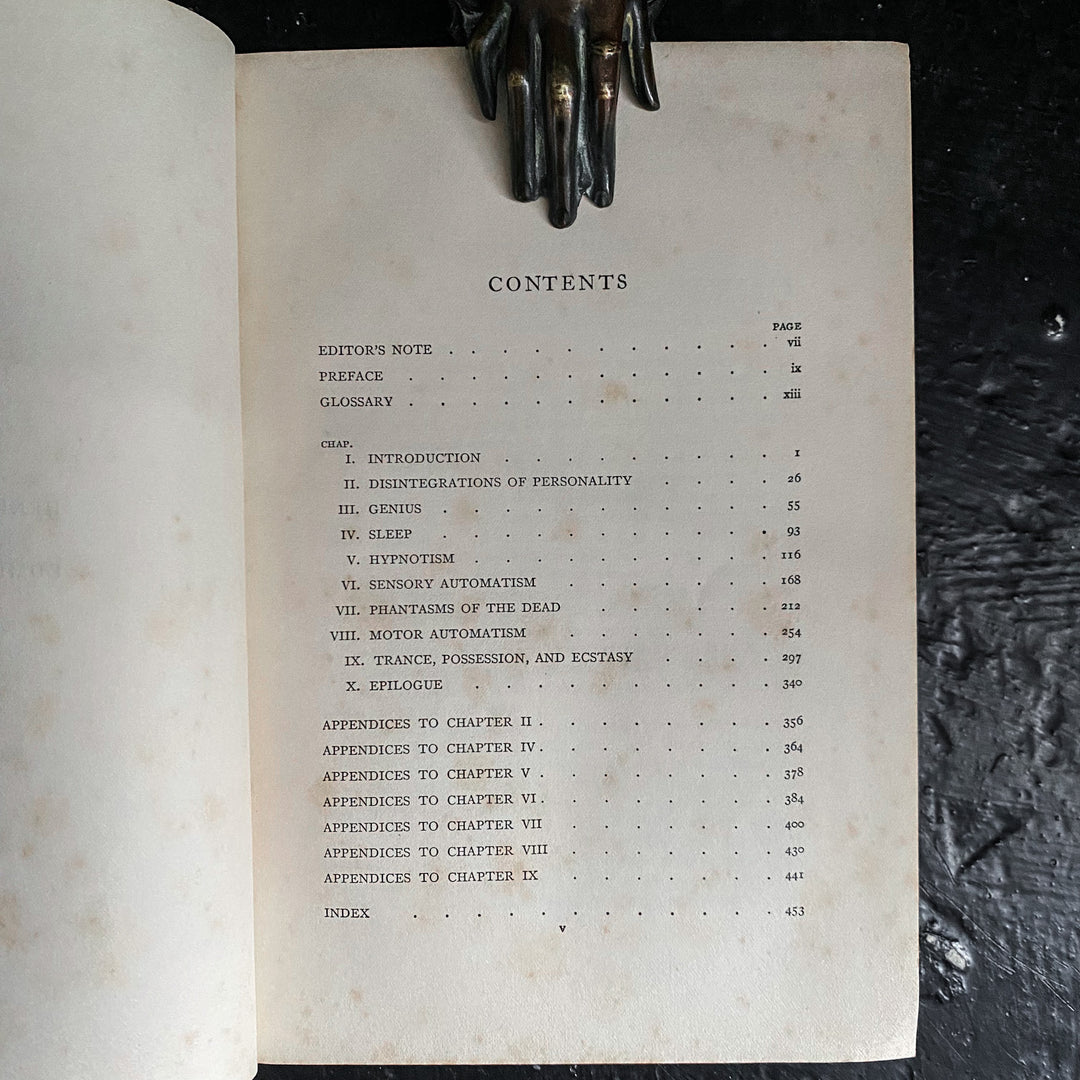 CONTENTS
PAGE
EDITOR'S NOTE . . . . . . . . . . . . . vii
PREFACE . . . . . . . . . . . . ix
GLOSSARY . . . . . . . . . . . . xiii
CHAP.
I. INTRODUCTION . . . . . . . . . 1
II. DISINTEGRATIONS OF PERSONALITY . . . . 26
III. GENIUS . . . . . . . . . . . 55
IV. SLEEP . . . . . . . . . . . 93
V. HYPNOTISM . . . . . . . . . . 116
VI. SENSORY AUTOMATISM . . . . . . . 168
VII. PHANTASMS OF THE DEAD . . . . . . 212
VIII. MOTOR AUTOMATISM . . . . . . . 254
IX. TRANCE, POSSESSION, AND ECSTASY . . . . 297
X. EPILOGUE . . . . . . . . . . 340
APPENDICES TO CHAPTER II . . . . . . . . 356
APPENDICES TO CHAPTER IV . . . . . . . . 364
APPENDICES TO CHAPTER V . . . . . . . . 378
APPENDICES TO CHAPTER VI . . . . . . . . 384
APPENDICES TO CHAPTER VII . . . . . . . 400
APPENDICES TO CHAPTER VIII . . . . . . . 430
APPENDICES TO CHAPTER IX . . . . . . . 441
INDEX . . . . . . . . . . . . 453
v